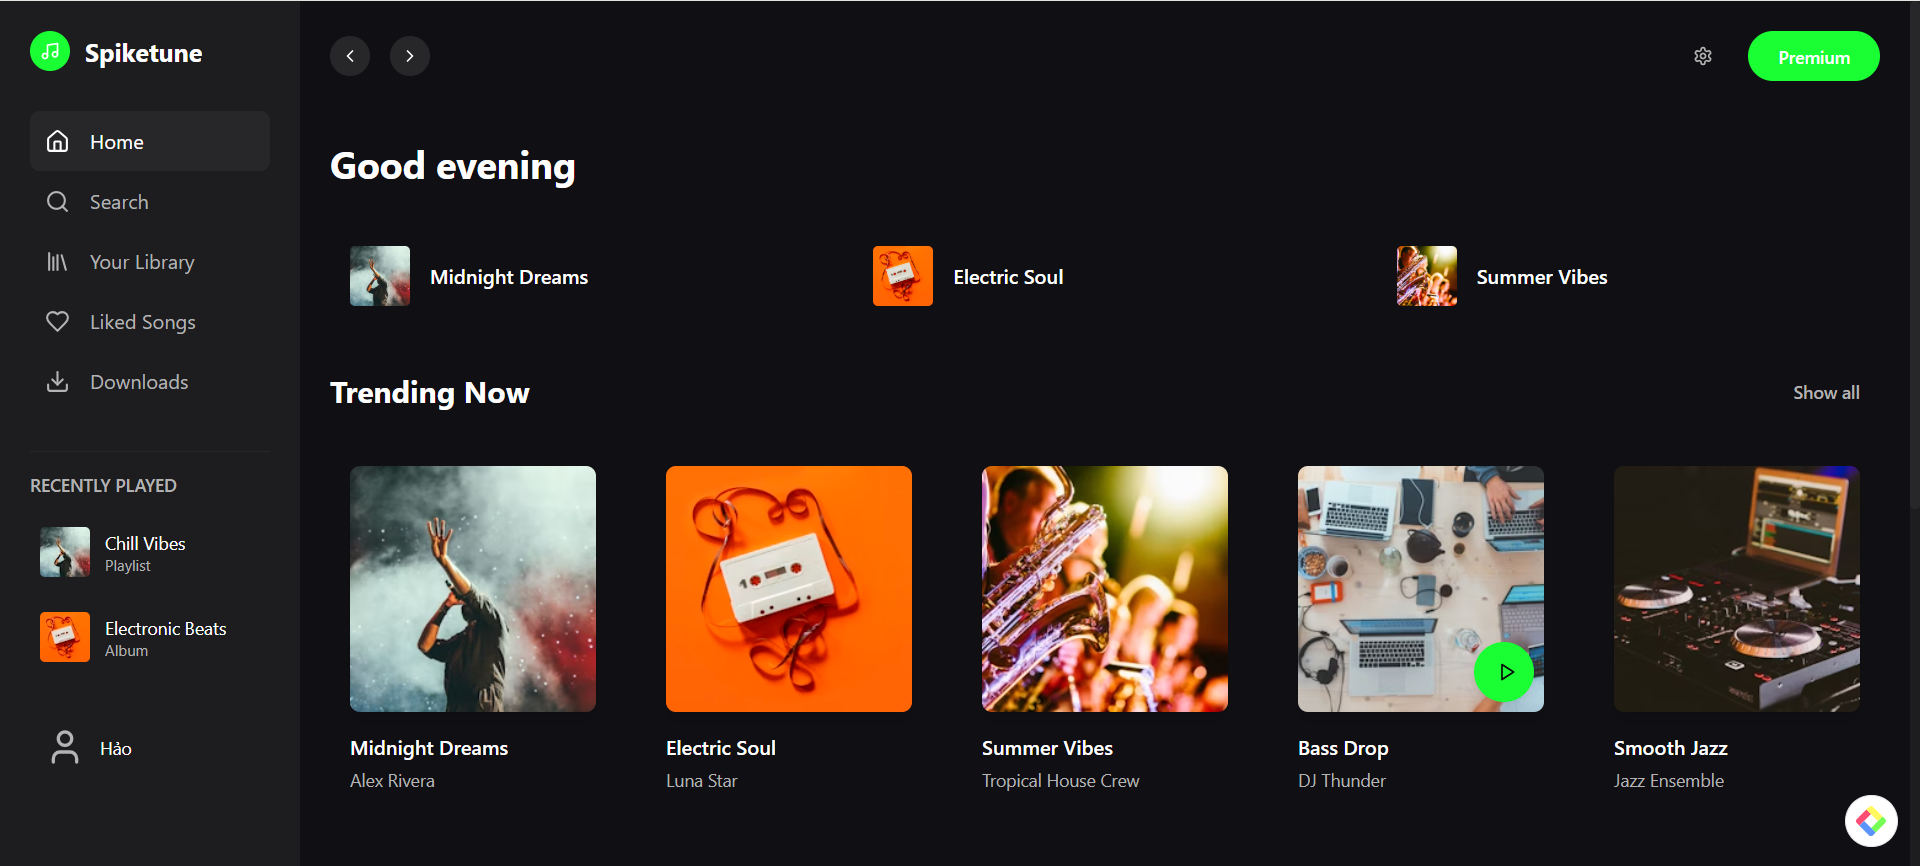 Spiketune
Home
Search
Your Library
Liked Songs
Downloads
RECENTLY PLAYED
Chill Vibes
Playlist
Electronic Beats
Album
Hảo
Premium
Good evening
Midnight Dreams
Electric Soul
Summer Vibes
Trending Now
Show all
Midnight Dreams
Alex Rivera
Electric Soul
Luna Star
Summer Vibes
Tropical House Crew
Bass Drop
DJ Thunder
Smooth Jazz
Jazz Ensemble